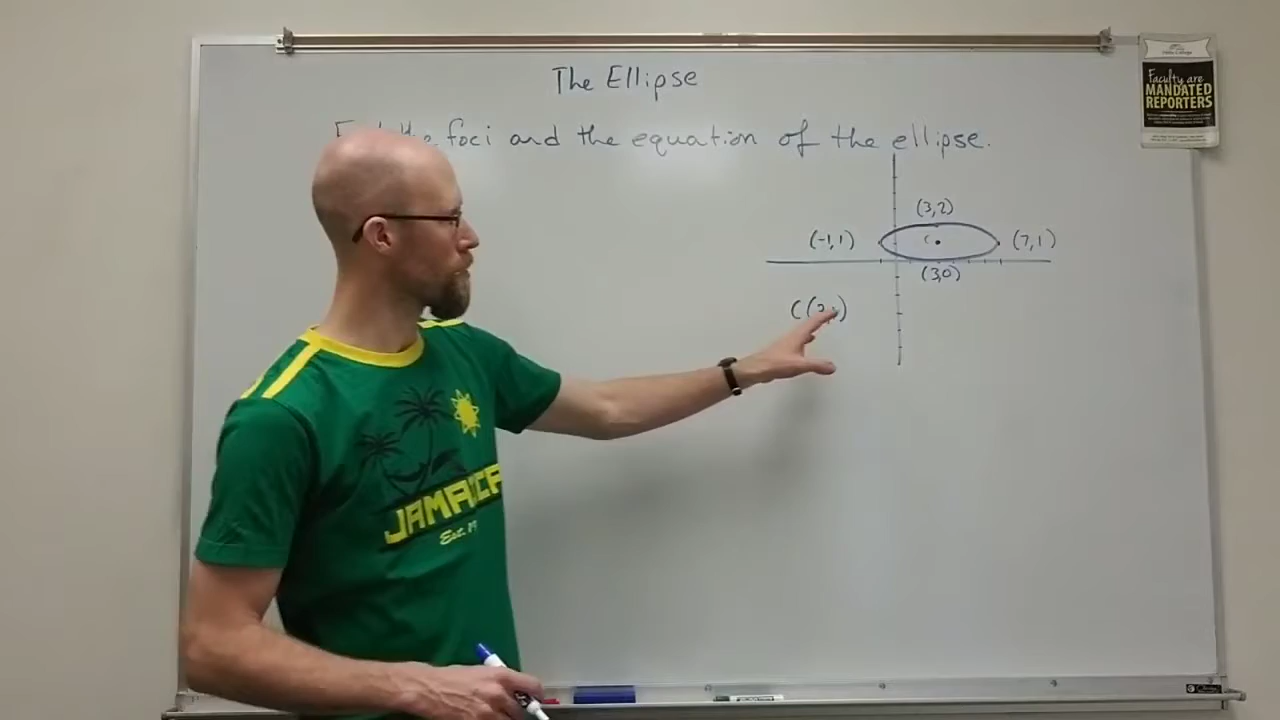 The Ellipse
foci and the equation of the ellipse.
(3,2)
(-1,1)
C
(7,1)
(3,0)
JAMAICA
Est.
Faculty are
MANDATED
REPORTERS